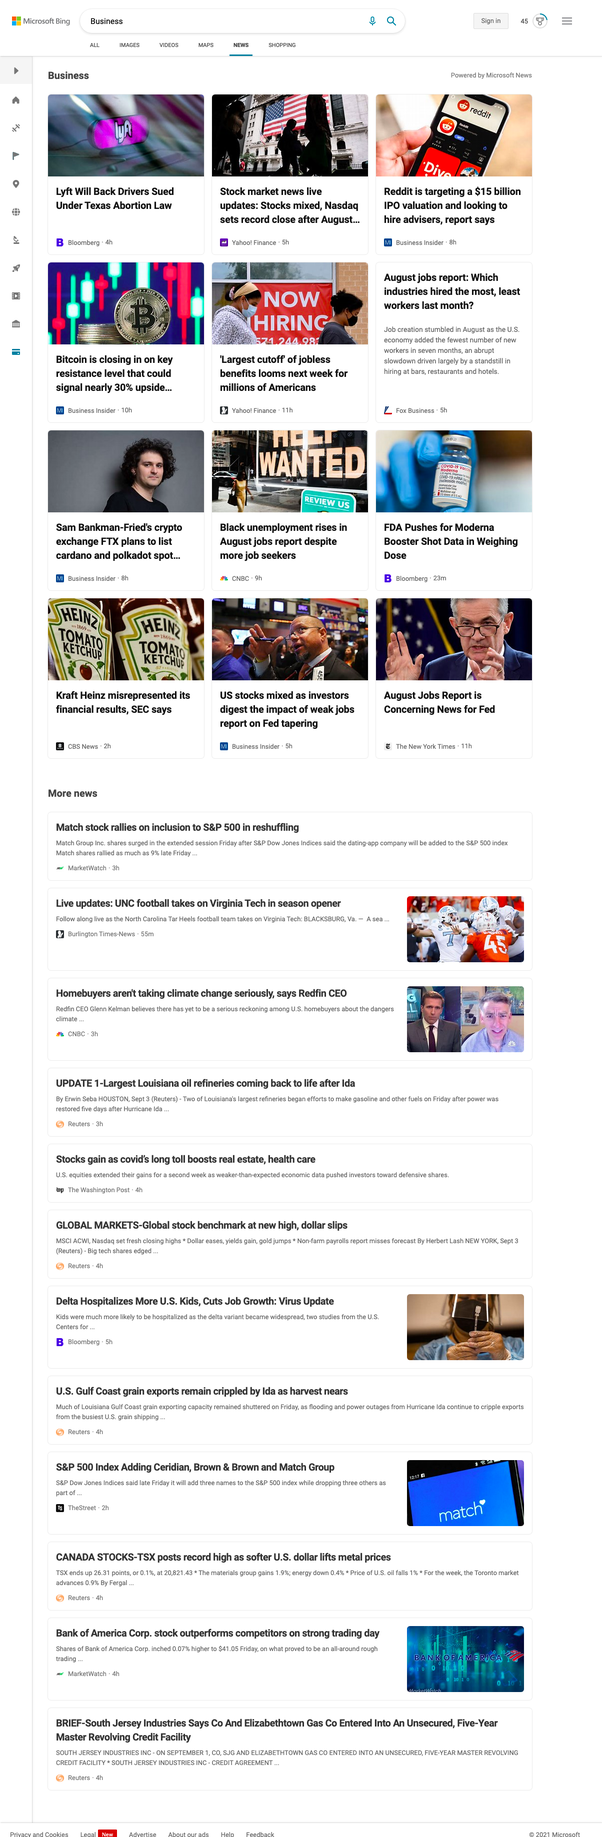 Microsoft Bing
Business
Sign in
45
ALL
IMAGES
VIDEOS
MAPS
NEWS
SHOPPING
Business
Powered by Microsoft News
Lyft Will Back Drivers Sued
Under Texas Abortion Law
Bloomberg · 4h
Stock market news live
updates: Stocks mixed, Nasdaq
sets record close after August...
Yahoo! Finance · 5h
reddit
Dive
Reddit is targeting a $15 billion
IPO valuation and looking to
hire advisers, report says
Business Insider · 8h
Bitcoin is closing in on key
resistance level that could
signal nearly 30% upside...
Business Insider · 10h
NOW
HIRING
'Largest cutoff' of jobless
benefits looms next week for
millions of Americans
Yahoo! Finance · 11h
August jobs report: Which
industries hired the most, least
workers last month?
Job creation stumbled in August as the U.S.
economy added the fewest number of new
workers in seven months, an abrupt
slowdown driven largely by a standstill in
hiring at bars, restaurants and hotels.
Fox Business · 5h
Sam Bankman-Fried's crypto
exchange FTX plans to list
cardano and polkadot spot...
Business Insider · 8h
HELP
WANTED
REVIEW US
Black unemployment rises in
August jobs report despite
more job seekers
CNBC · 9h
FDA Pushes for Moderna
Booster Shot Data in Weighing
Dose
Bloomberg · 23m
HEINZ
TOMATO
KETCHUP
HEINZ
TOMATO
KETCHUP
Kraft Heinz misrepresented its
financial results, SEC says
CBS News · 2h
US stocks mixed as investors
digest the impact of weak jobs
report on Fed tapering
Business Insider · 5h
August Jobs Report is
Concerning News for Fed
The New York Times · 11h
More news
Match stock rallies on inclusion to S&P 500 in reshuffling
Match Group Inc. shares surged in the extended session Friday after S&P Dow Jones Indices said the dating-app company will be added to the S&P 500 index
Match shares rallied as much as 9% late Friday ...
MarketWatch · 3h
Live updates: UNC football takes on Virginia Tech in season opener
Follow along live as the North Carolina Tar Heels football team takes on Virginia Tech: BLACKSBURG, Va. — A sea ...
Burlington Times-News · 55m
7
45
Homebuyers aren't taking climate change seriously, says Redfin CEO
Redfin CEO Glenn Kelman believes there has yet to be a serious reckoning among U.S. homebuyers about the dangers
climate ...
CNBC · 3h
UPDATE 1-Largest Louisiana oil refineries coming back to life after Ida
By Erwin Seba HOUSTON, Sept 3 (Reuters) - Two of Louisiana's largest refineries began efforts to make gasoline and other fuels on Friday after power was
restored five days after Hurricane Ida ...
Reuters · 3h
Stocks gain as covid's long toll boosts real estate, health care
U.S. equities extended their gains for a second week as weaker-than-expected economic data pushed investors toward defensive shares.
The Washington Post · 4h
GLOBAL MARKETS-Global stock benchmark at new high, dollar slips
MSCI ACWI, Nasdaq set fresh closing highs * Dollar eases, yields gain, gold jumps * Non-farm payrolls report misses forecast By Herbert Lash NEW YORK, Sept 3
(Reuters) - Big tech shares edged ...
Reuters · 4h
Delta Hospitalizes More U.S. Kids, Cuts Job Growth: Virus Update
Kids were much more likely to be hospitalized as the delta variant became widespread, two studies from the U.S.
Centers for ...
Bloomberg · 5h
U.S. Gulf Coast grain exports remain crippled by Ida as harvest nears
Much of Louisiana Gulf Coast grain exporting capacity remained shuttered on Friday, as flooding and power outages from Hurricane Ida continue to cripple exports
from the busiest U.S. grain shipping ...
Reuters · 4h
S&P 500 Index Adding Ceridian, Brown & Brown and Match Group
S&P Dow Jones Indices said late Friday it will add three names to the S&P 500 index while dropping three others as
part of ...
TheStreet · 2h
match
CANADA STOCKS-TSX posts record high as softer U.S. dollar lifts metal prices
TSX ends up 26.31 points, or 0.1%, at 20,821.43 * The materials group gains 1.9%; energy down 0.4% * Price of U.S. oil falls 1% * For the week, the Toronto market
advances 0.9% By Fergal ...
Reuters · 4h
Bank of America Corp. stock outperforms competitors on strong trading day
Shares of Bank of America Corp. inched 0.07% higher to $41.05 Friday, on what proved to be an all-around rough
trading ...
MarketWatch · 4h
BANK OF AMERICA
MarketWatch
BRIEF-South Jersey Industries Says Co And Elizabethtown Gas Co Entered Into An Unsecured, Five-Year
Master Revolving Credit Facility
SOUTH JERSEY INDUSTRIES INC - ON SEPTEMBER 1, CO, SJG AND ELIZABETHTOWN GAS CO ENTERED INTO AN UNSECURED, FIVE-YEAR MASTER REVOLVING
CREDIT FACILITY * SOUTH JERSEY INDUSTRIES INC - CREDIT AGREEMENT ...
Reuters · 4h
Privacy and Cookies
Legal
New
Advertise
About our ads
Help
Feedback
© 2021 Microsoft